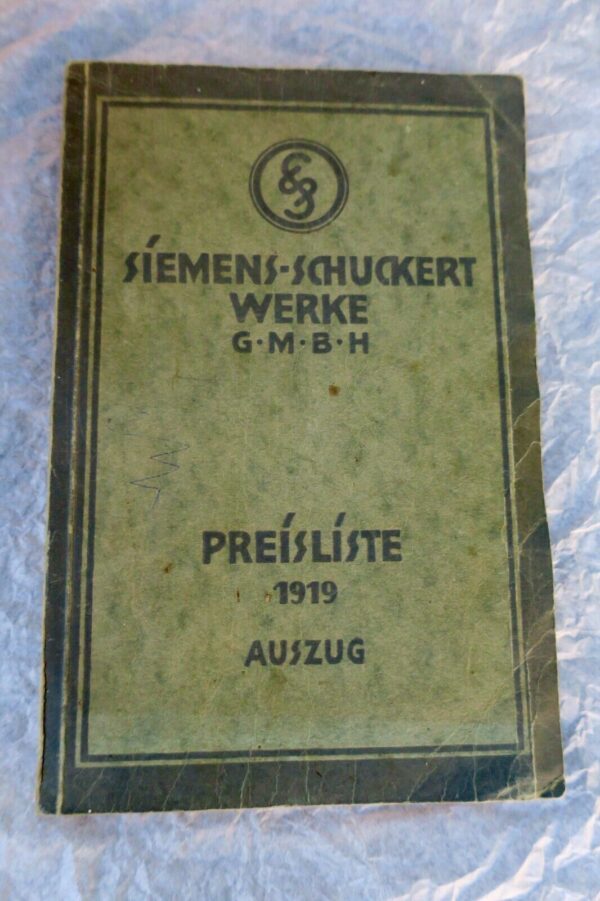 SIEMENS-SCHUCKERT
WERKE
G·M·B·H
PREISLISTE
1919
AUSZUG